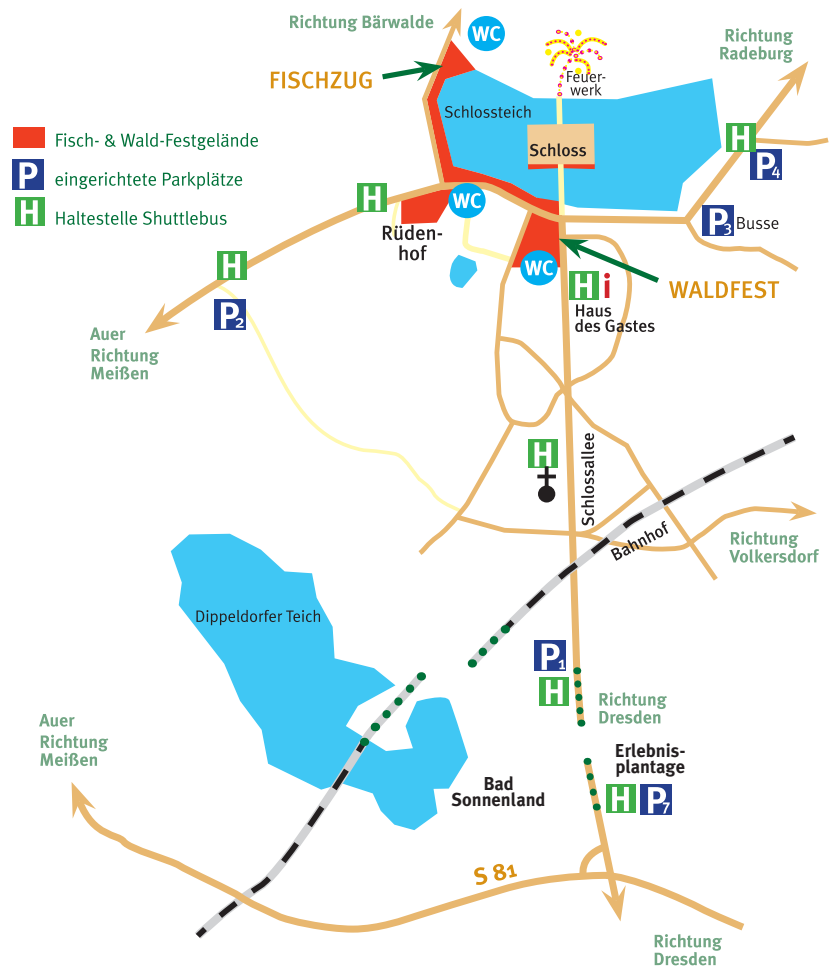 Richtung Bärwalde
WC
Richtung
Radeburg
FISCHZUG
Feuer-
werk
Schlossteich
Fisch- & Wald-Festgelände
Schloss
H
P4
P
eingerichtete Parkplätze
H
Haltestelle Shuttlebus
H
WC
P3
Busse
Rüden-
hof
H
WC
H i
WALDFEST
P2
Haus
des Gastes
Auer
Richtung
Meißen
H
Schlossallee
Bahnhof
Richtung
Volkersdorf
Dippeldorfer Teich
P1
H
Richtung
Dresden
Auer
Richtung
Meißen
Erlebnis-
plantage
Bad
Sonnenland
H P7
S 81
Richtung
Dresden